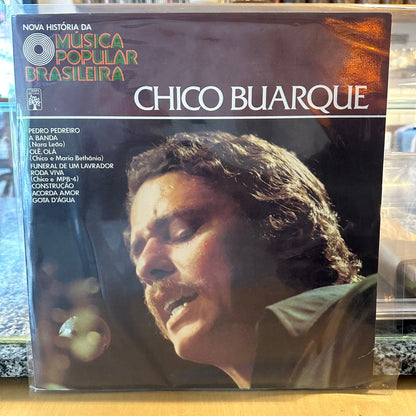 NOVA HISTÓRIA DA
MÚSICA
POPULAR
BRASILEIRA
CHICO BUARQUE
PEDRO PEDREIRO
A BANDA
(Nara Leão)
OLÊ, OLÁ
(Chico e Maria Bethânia)
FUNERAL DE UM LAVRADOR
RODA VIVA
(Chico e MPB-4)
CONSTRUÇÃO
ACORDA AMOR
GOTA D'ÁGUA